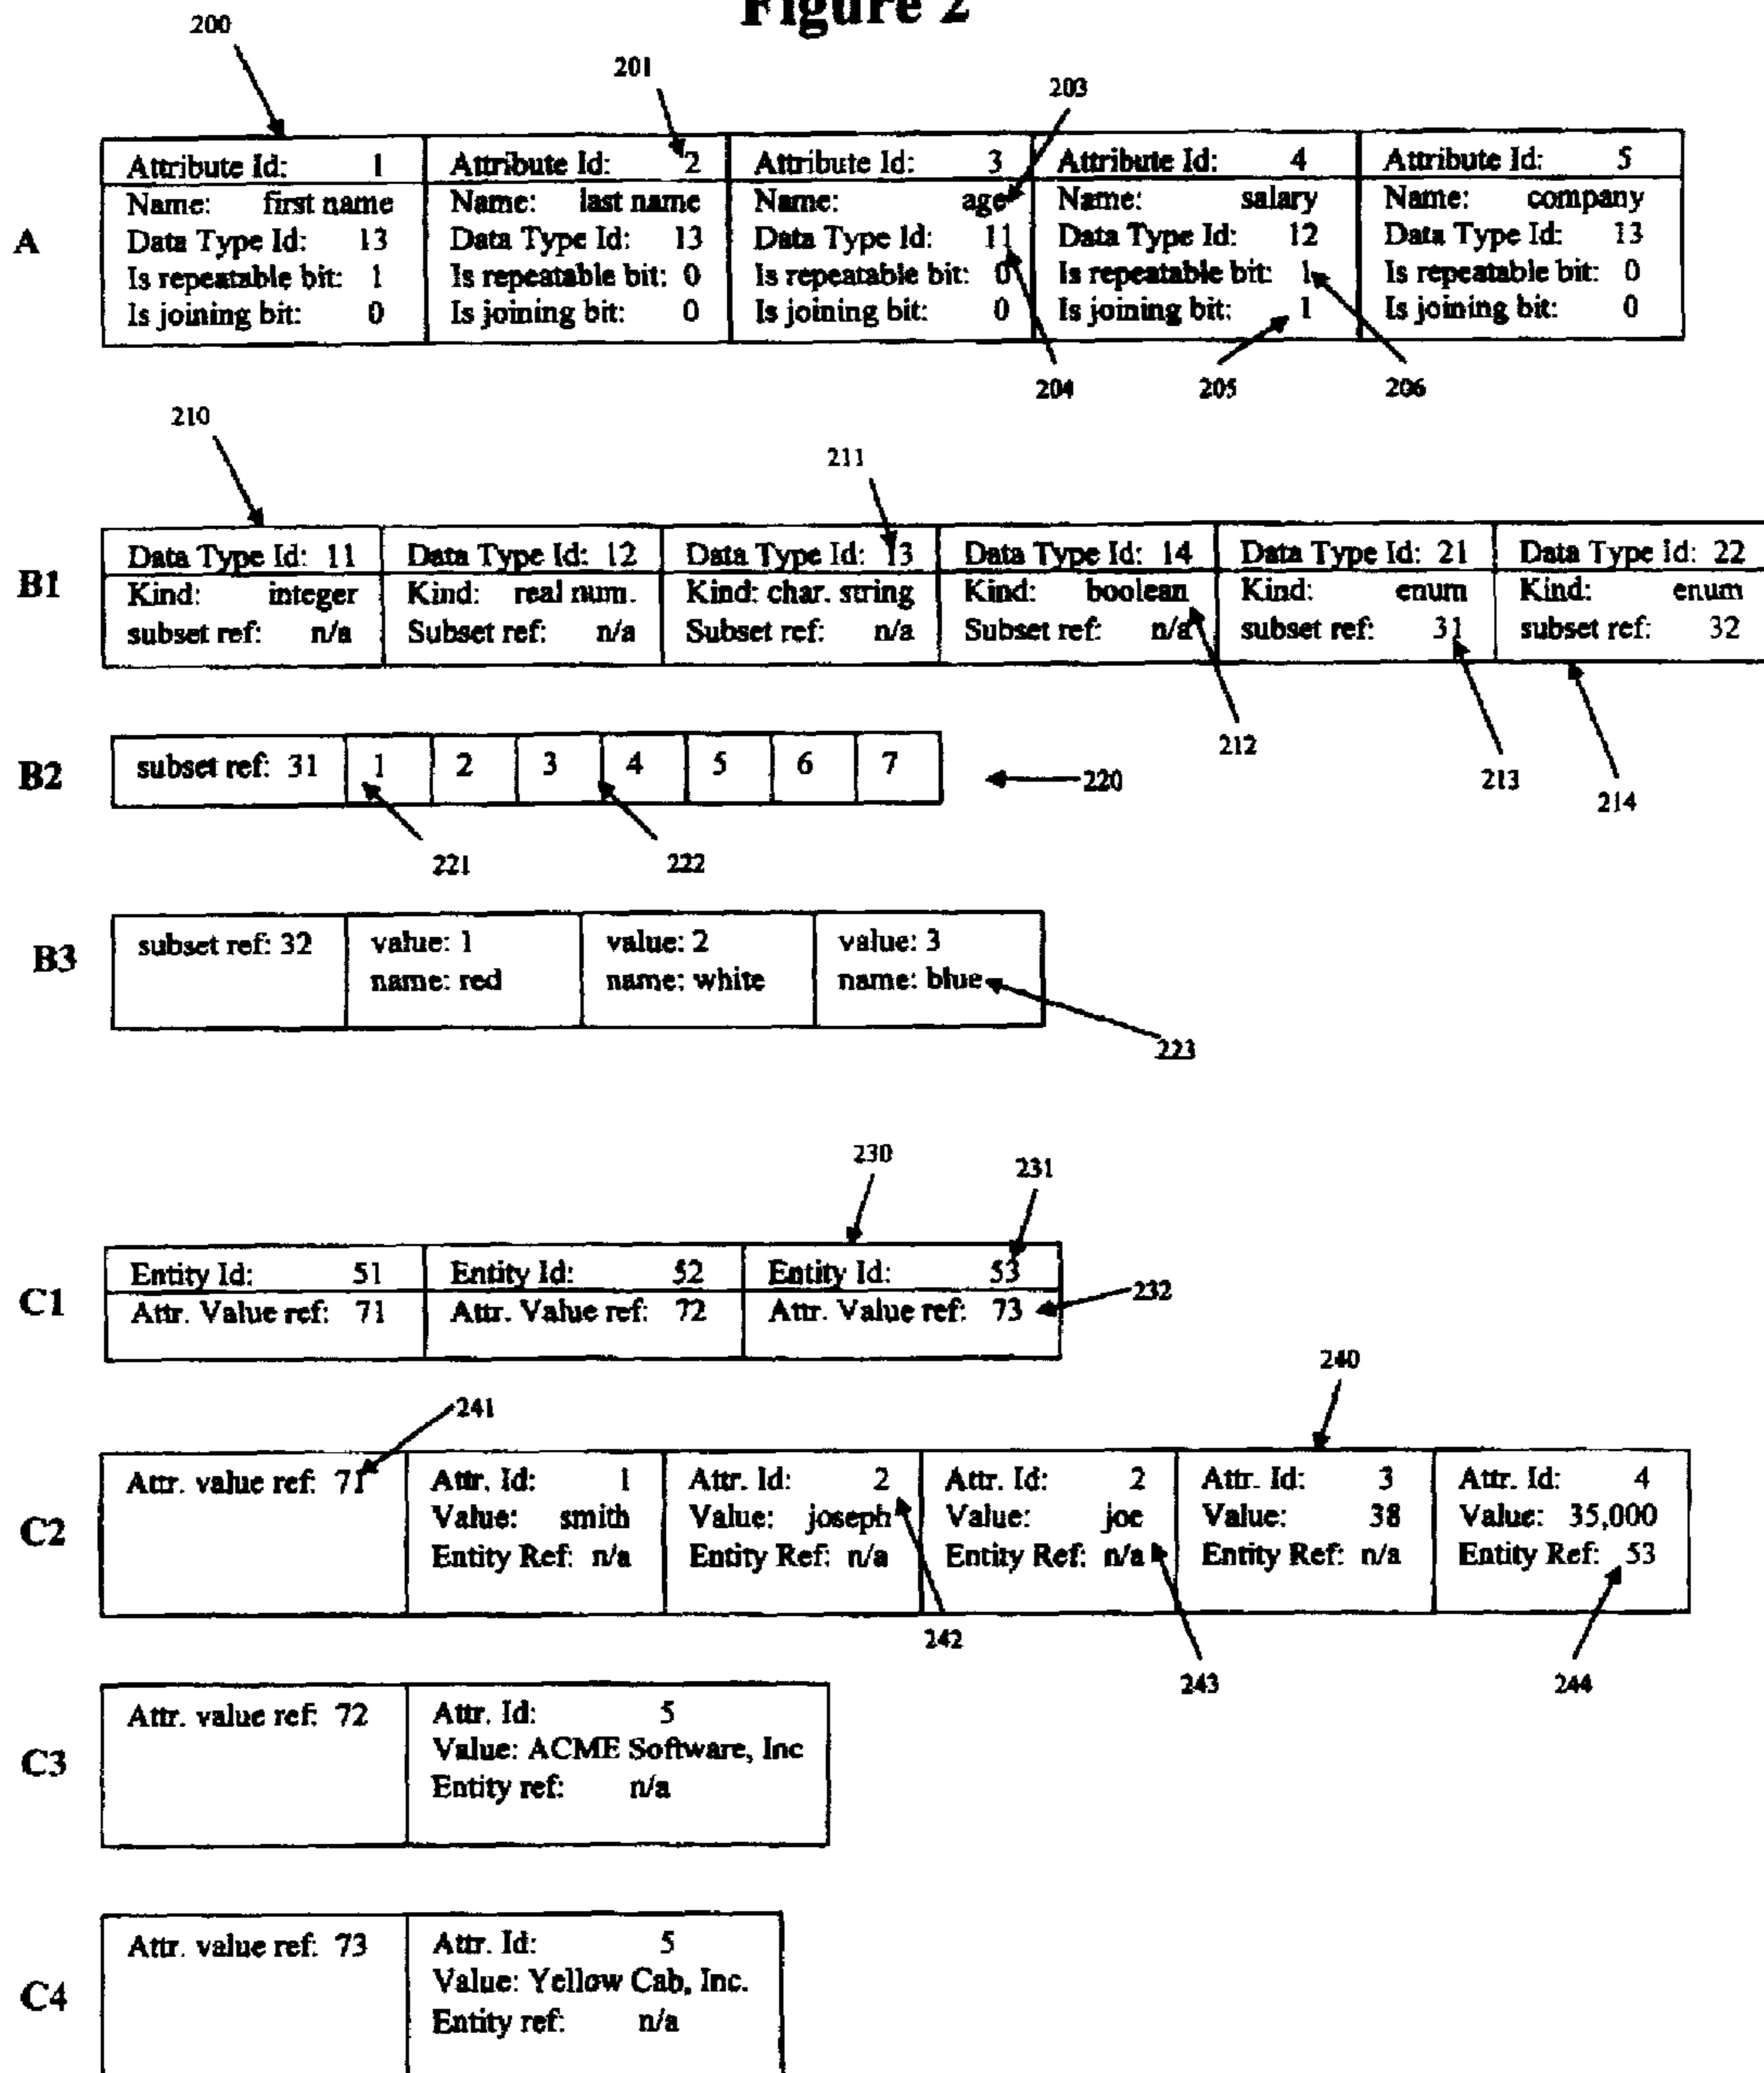 Figure 2
200
201
203
A
Attribute Id: 1
Name: first name
Data Type Id: 13
Is repeatable bit: 1
Is joining bit: 0
Attribute Id: 2
Name: last name
Data Type Id: 13
Is repeatable bit: 0
Is joining bit: 0
Attribute Id: 3
Name: age
Data Type Id: 11
Is repeatable bit: 0
Is joining bit: 0
Attribute Id: 4
Name: salary
Data Type Id: 12
Is repeatable bit: 1
Is joining bit: 1
Attribute Id: 5
Name: company
Data Type Id: 13
Is repeatable bit: 0
Is joining bit: 0
204
205
206
210
211
B1
Data Type Id: 11
Kind: integer
subset ref: n/a
Data Type Id: 12
Kind: real num.
Subset ref: n/a
Data Type Id: 13
Kind: char. string
Subset ref: n/a
Data Type Id: 14
Kind: boolean
Subset ref: n/a
Data Type Id: 21
Kind: enum
subset ref: 31
Data Type Id: 22
Kind: enum
subset ref: 32
212
213
214
B2
subset ref: 31 1 2 3 4 5 6 7
220
221
222
B3
subset ref: 32
value: 1
name: red
value: 2
name: white
value: 3
name: blue
223
230
231
C1
Entity Id: 51
Attr. Value ref: 71
Entity Id: 52
Attr. Value ref: 72
Entity Id: 53
Attr. Value ref: 73
232
240
241
C2
Attr. value ref: 71
Attr. Id: 1
Value: smith
Entity Ref: n/a
Attr. Id: 2
Value: joseph
Entity Ref: n/a
Attr. Id: 2
Value: joe
Entity Ref: n/a
Attr. Id: 3
Value: 38
Entity Ref: n/a
Attr. Id: 4
Value: 35,000
Entity Ref: 53
242
243
244
C3
Attr. value ref: 72
Attr. Id: 5
Value: ACME Software, Inc
Entity ref: n/a
C4
Attr. value ref: 73
Attr. Id: 5
Value: Yellow Cab, Inc.
Entity ref: n/a